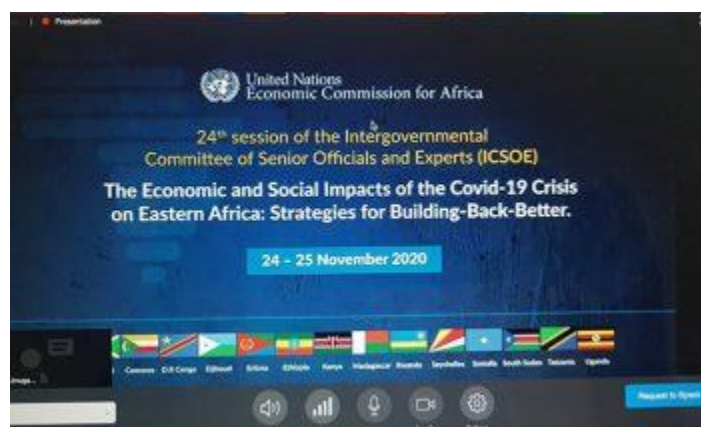 Presentation
United Nations
Economic Commission for Africa
24th session of the Intergovernmental
Committee of Senior Officials and Experts (ICSOE)
The Economic and Social Impacts of the Covid-19 Crisis
on Eastern Africa: Strategies for Building-Back-Better.
24 - 25 November 2020
Comoros D.R Congo Djibouti Eritrea Ethiopia Kenya Madagascar Rwanda Seychelles Somalia South Sudan Tanzania Uganda
Request to Speak